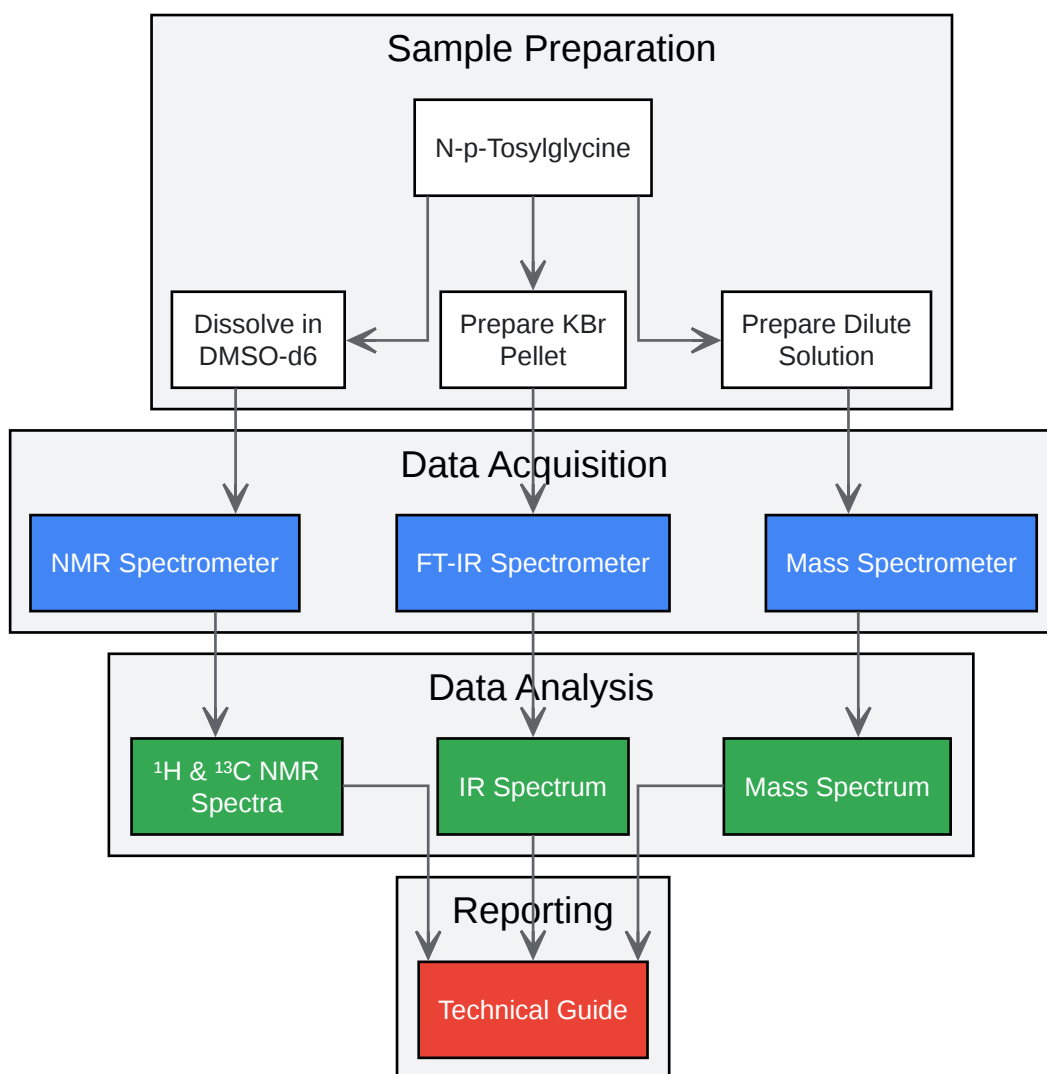 Sample Preparation
N-p-Tosylglycine
Dissolve in
DMSO-d6
Prepare KBr
Pellet
Prepare Dilute
Solution
Data Acquisition
NMR Spectrometer
FT-IR Spectrometer
Mass Spectrometer
Data Analysis
¹H & ¹³C NMR
Spectra
IR Spectrum
Mass Spectrum
Reporting
Technical Guide